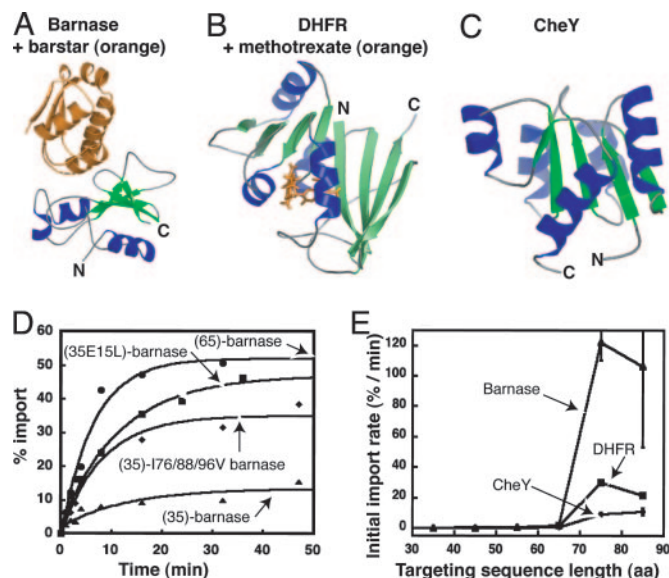 A
Barnase
+ barstar (orange)
B
DHFR
+ methotrexate (orange)
C
CheY
N
C
N
C
C
N
D
60
50
40
30
20
10
0
0
10
20
30
40
50
% import
Time (min)
(65)-barnase
(35E15L)-barnase
(35)-I76/88/96V barnase
(35)-barnase
E
120
100
80
60
40
20
0
30
40
50
60
70
80
90
Initial import rate (% / min)
Targeting sequence length (aa)
Barnase
DHFR
CheY